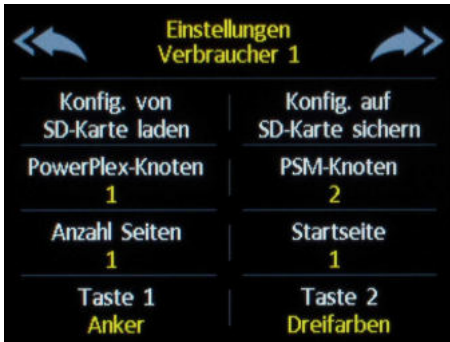 Einstellungen
Verbraucher 1
Konfig. von
SD-Karte laden
Konfig. auf
SD-Karte sichern
PowerPlex-Knoten
1
PSM-Knoten
2
Anzahl Seiten
1
Startseite
1
Taste 1
Anker
Taste 2
Dreifarben